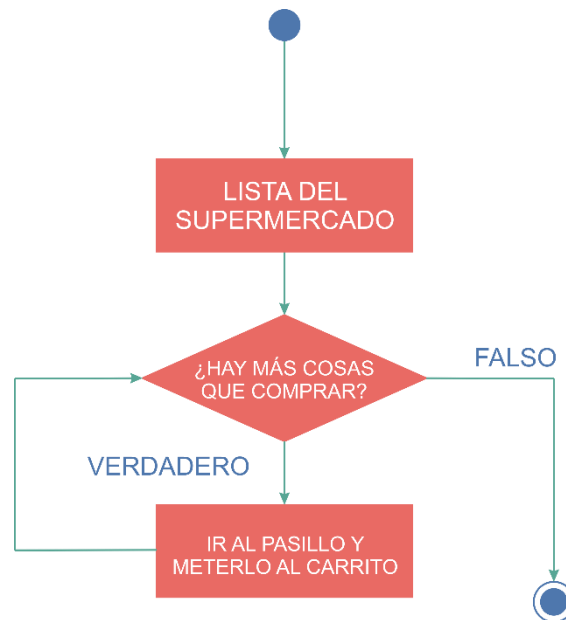 LISTA DEL
SUPERMERCADO
¿HAY MÁS COSAS
QUE COMPRAR?
FALSO
VERDADERO
IR AL PASILLO Y
METERLO AL CARRITO